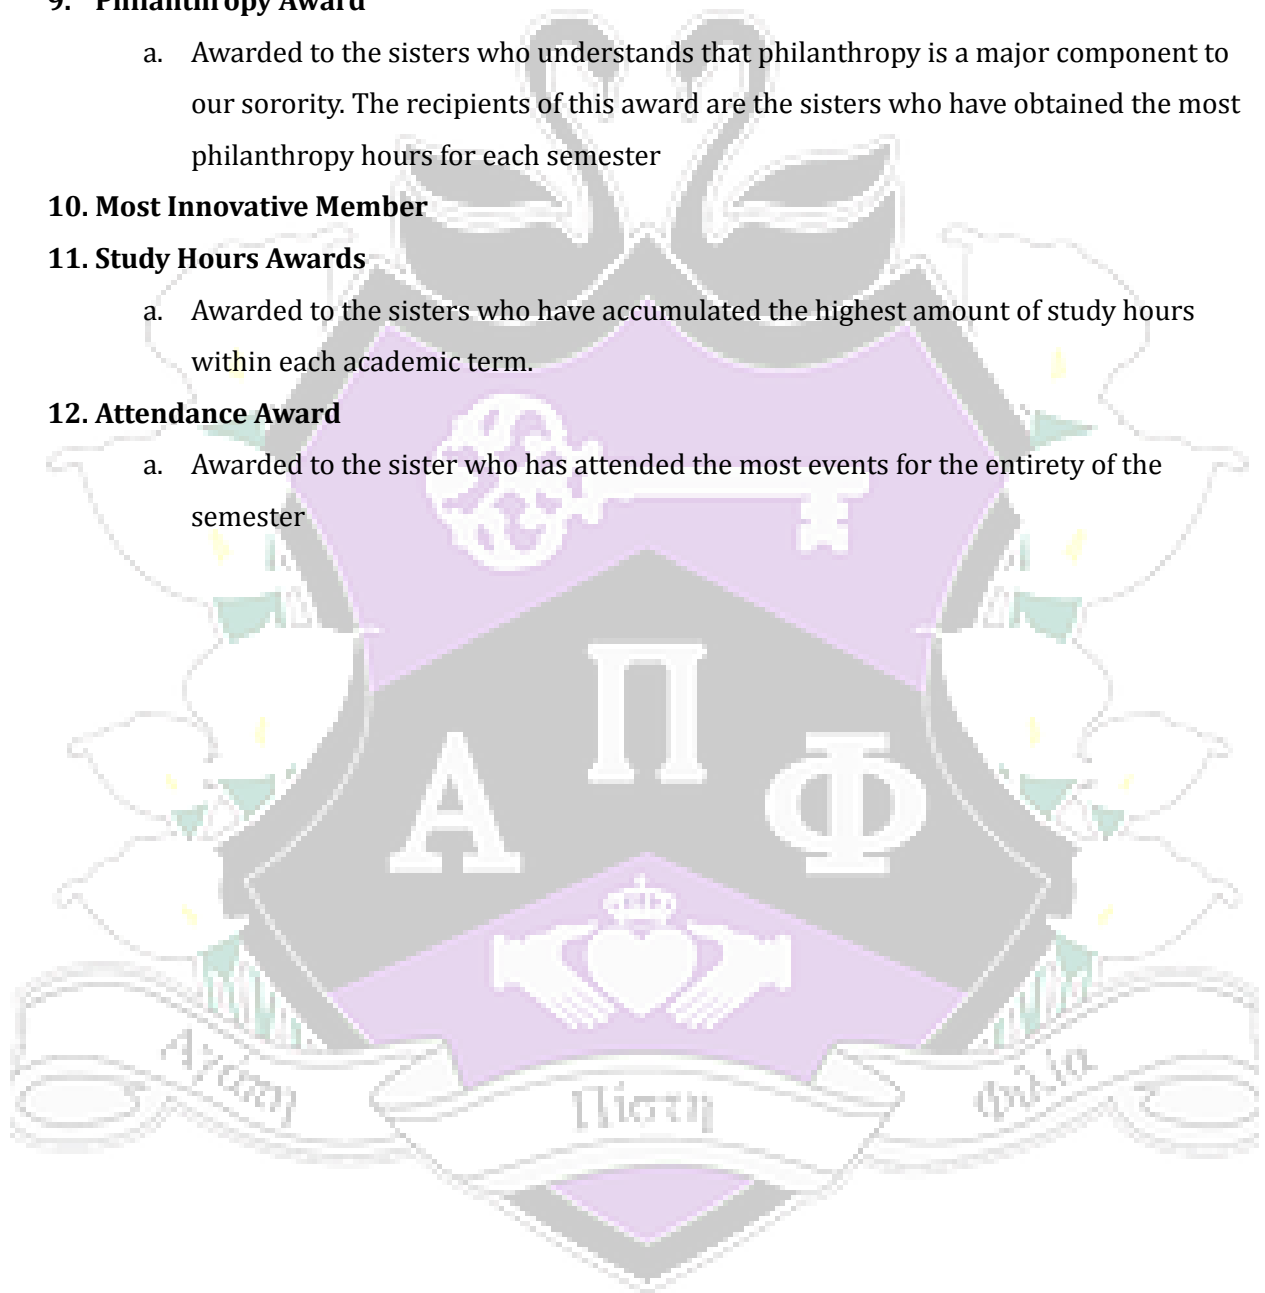 9. Philanthropy Award
a. Awarded to the sisters who understands that philanthropy is a major component to
our sorority. The recipients of this award are the sisters who have obtained the most
philanthropy hours for each semester
10. Most Innovative Member
11. Study Hours Awards
a. Awarded to the sisters who have accumulated the highest amount of study hours
within each academic term.
12. Attendance Award
a. Awarded to the sister who has attended the most events for the entirety of the
semester
Α Π Φ
Αγάπη Πίστη Φιλία